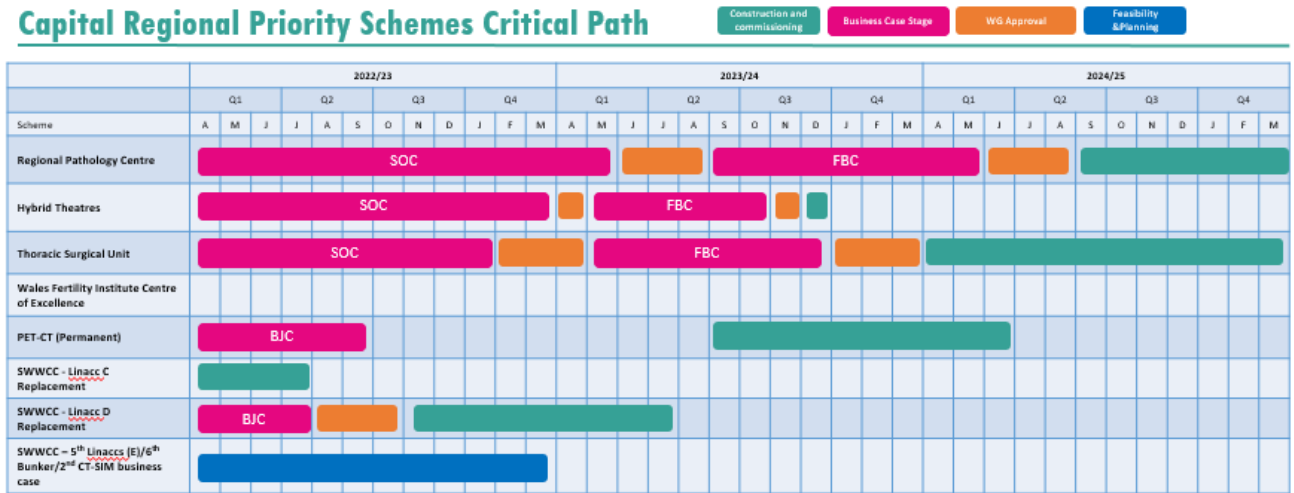 Capital Regional Priority Schemes Critical Path
Construction and
commissioning
Business Case Stage
WG Approval
Feasibility
&Planning
2022/23 2023/24 2024/25
Q1 Q2 Q3 Q4 Q1 Q2 Q3 Q4 Q1 Q2 Q3 Q4
Scheme A M J J A S O N D J F M A M J J A S O N D J F M A M J J A S O N D J F M
Regional Pathology Centre SOC FBC
Hybrid Theatres SOC FBC
Thoracic Surgical Unit SOC FBC
Wales Fertility Institute Centre
of Excellence
PET-CT (Permanent) BJC
SWWCC - Linacc C
Replacement
SWWCC - Linacc D
Replacement
BJC
SWWCC – 5th Linaccs (E)/6th
Bunker/2nd CT-SIM business
case